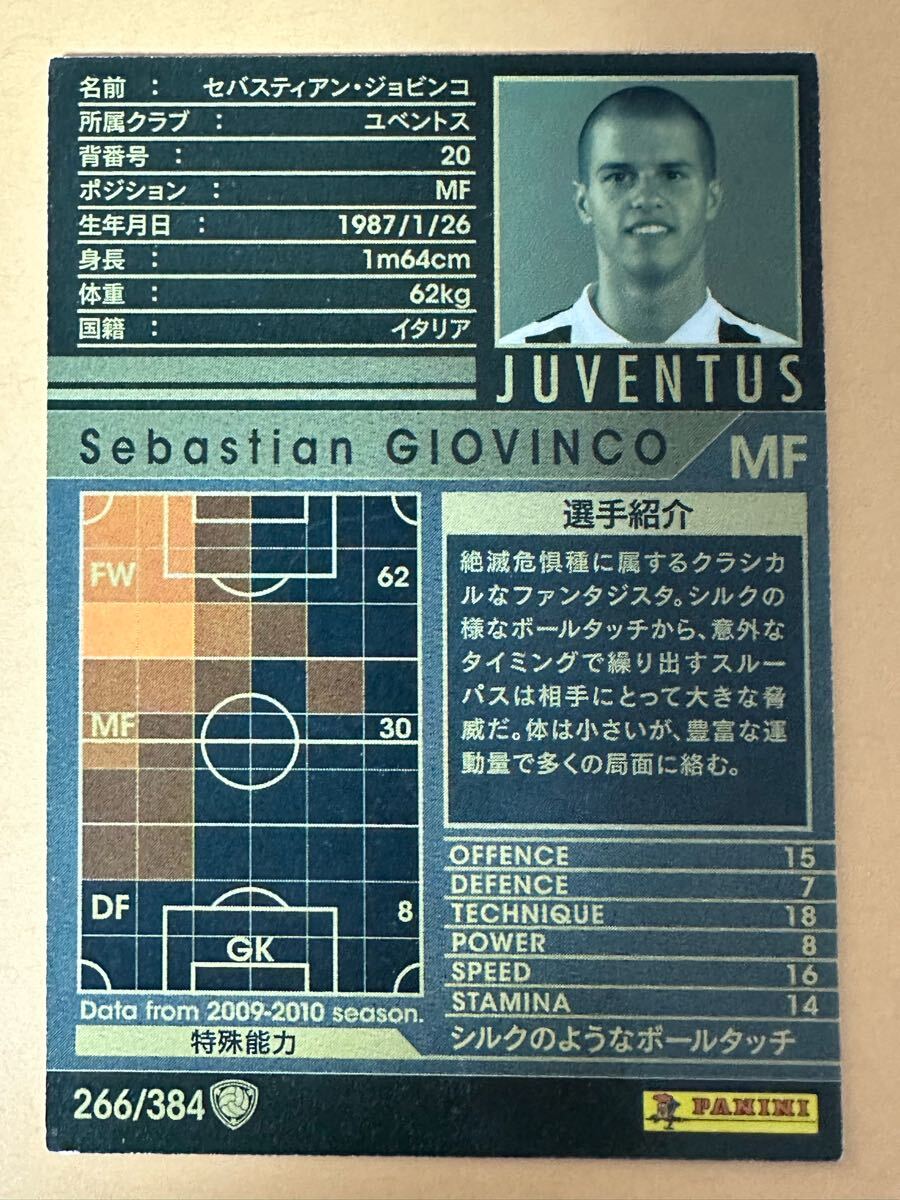 名前 : セバスティアン・ジョビンコ
所属クラブ : ユベントス
背番号 : 20
ポジション : MF
生年月日 : 1987/1/26
身長 : 1m64cm
体重 : 62kg
国籍 : イタリア
JUVENTUS
Sebastian GIOVINCO
MF
FW 62
MF 30
DF 8
GK
Data from 2009-2010 season.
選手紹介
絶滅危惧種に属するクラシカ
ルなファンタジスタ。シルクの
様なボールタッチから、意外な
タイミングで繰り出すスルー
パスは相手にとって大きな脅
威だ。体は小さいが、豊富な運
動量で多くの局面に絡む。
OFFENCE 15
DEFENCE 7
TECHNIQUE 18
POWER 8
SPEED 16
STAMINA 14
特殊能力
シルクのようなボールタッチ
266/384
PANINI